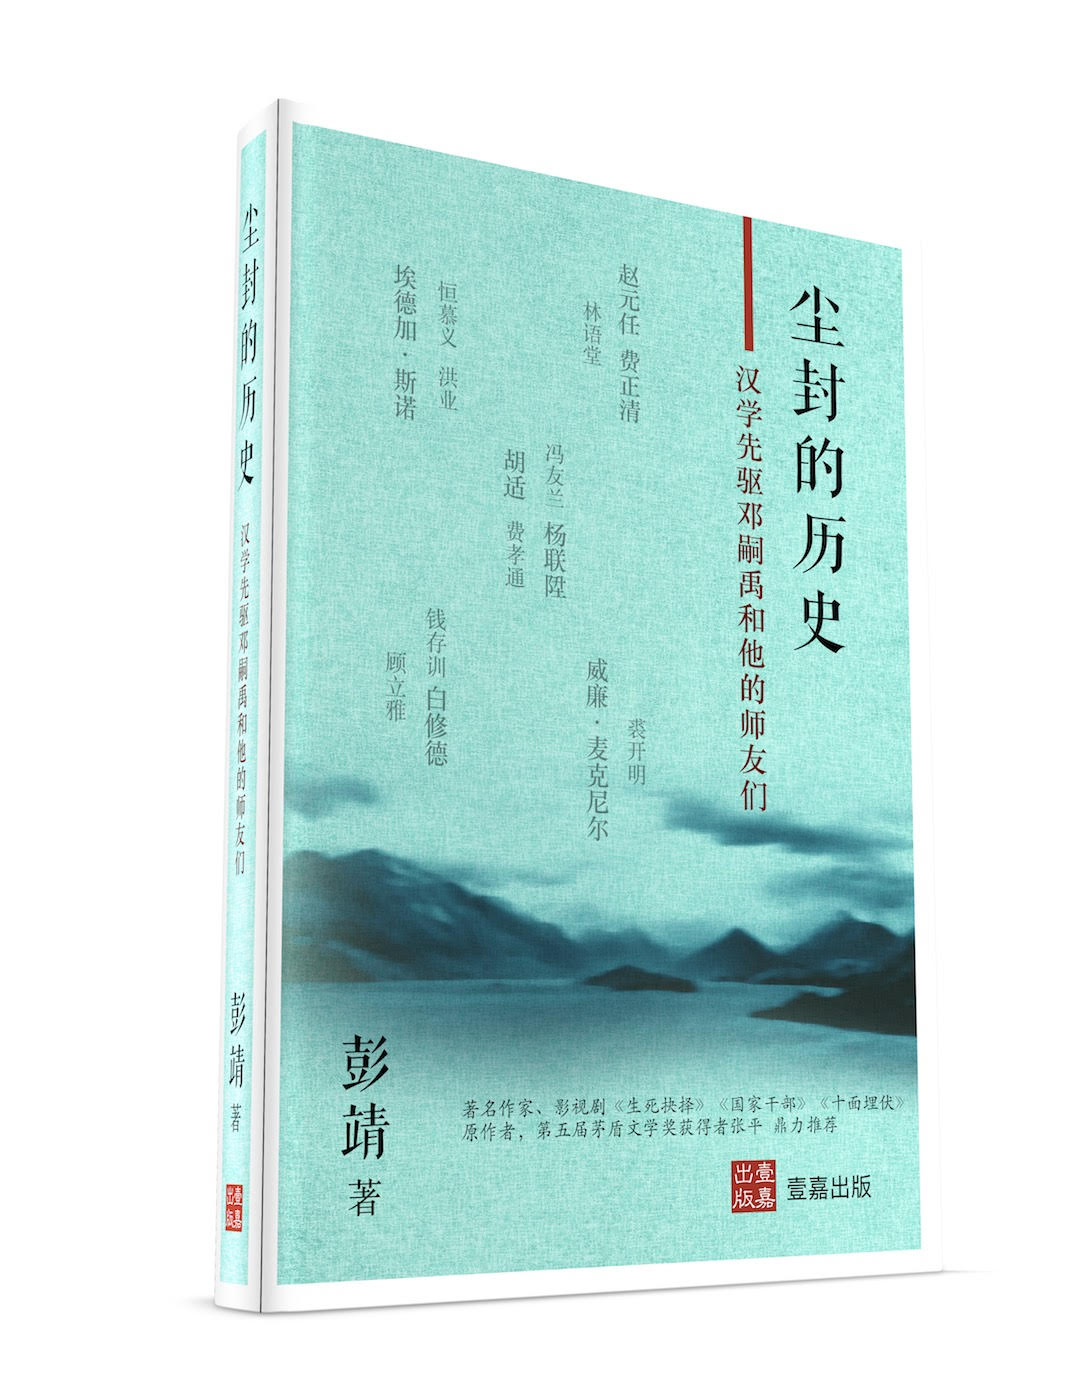 尘封的历史
汉学先驱邓嗣禹和他的师友们
彭靖 著
壹嘉
出版
尘封的历史
汉学先驱邓嗣禹和他的师友们
赵元任 费正清
林语堂
恒慕义 洪业
埃德加·斯诺
冯友兰 杨联陞
胡适 费孝通
钱存训 白修德
顾立雅
裘开明
威廉·麦克尼尔
彭靖 著
著名作家、影视剧《生死抉择》《国家干部》《十面埋伏》
原作者，第五届茅盾文学奖获得者张平 鼎力推荐
壹嘉
出版
壹嘉出版